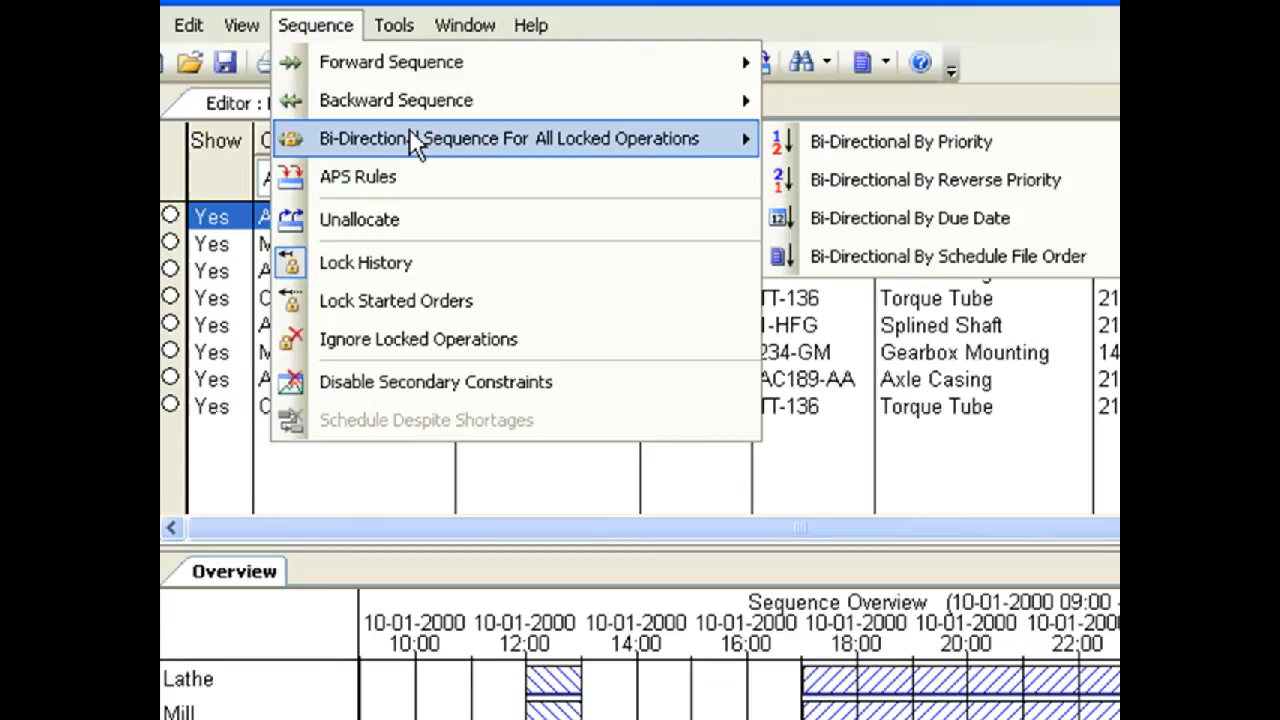 Edit View Sequence Tools Window Help
Forward Sequence
Backward Sequence
Bi-Directional Sequence For All Locked Operations
APS Rules
Unallocate
Lock History
Lock Started Orders
Ignore Locked Operations
Disable Secondary Constraints
Schedule Despite Shortages
Bi-Directional By Priority
Bi-Directional By Reverse Priority
Bi-Directional By Due Date
Bi-Directional By Schedule File Order
Editor :
Show
Yes
Yes
Yes
Yes TT-136 Torque Tube 21
Yes 1-HFG Splined Shaft 21
Yes 234-GM Gearbox Mounting 14
Yes AC189-AA Axle Casing 21
Yes TT-136 Torque Tube 21
Overview
Sequence Overview (10-01-2000 09:00 -
10-01-2000 10-01-2000 10-01-2000 10-01-2000 10-01-2000 10-01-2000 10-01-2000
10:00 12:00 14:00 16:00 18:00 20:00 22:00
Lathe
Mill